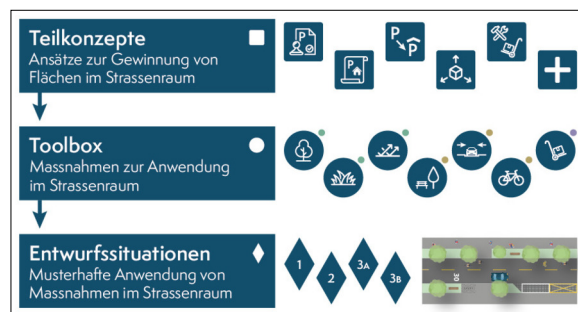 Teilkonzepte
Ansätze zur Gewinnung von
Flächen im Strassenraum
P
P
P
P
Toolbox
Massnahmen zur Anwendung
im Strassenraum
Entwurfssituationen
Musterhafte Anwendung von
Massnahmen im Strassenraum
1
2
3A
3B
30